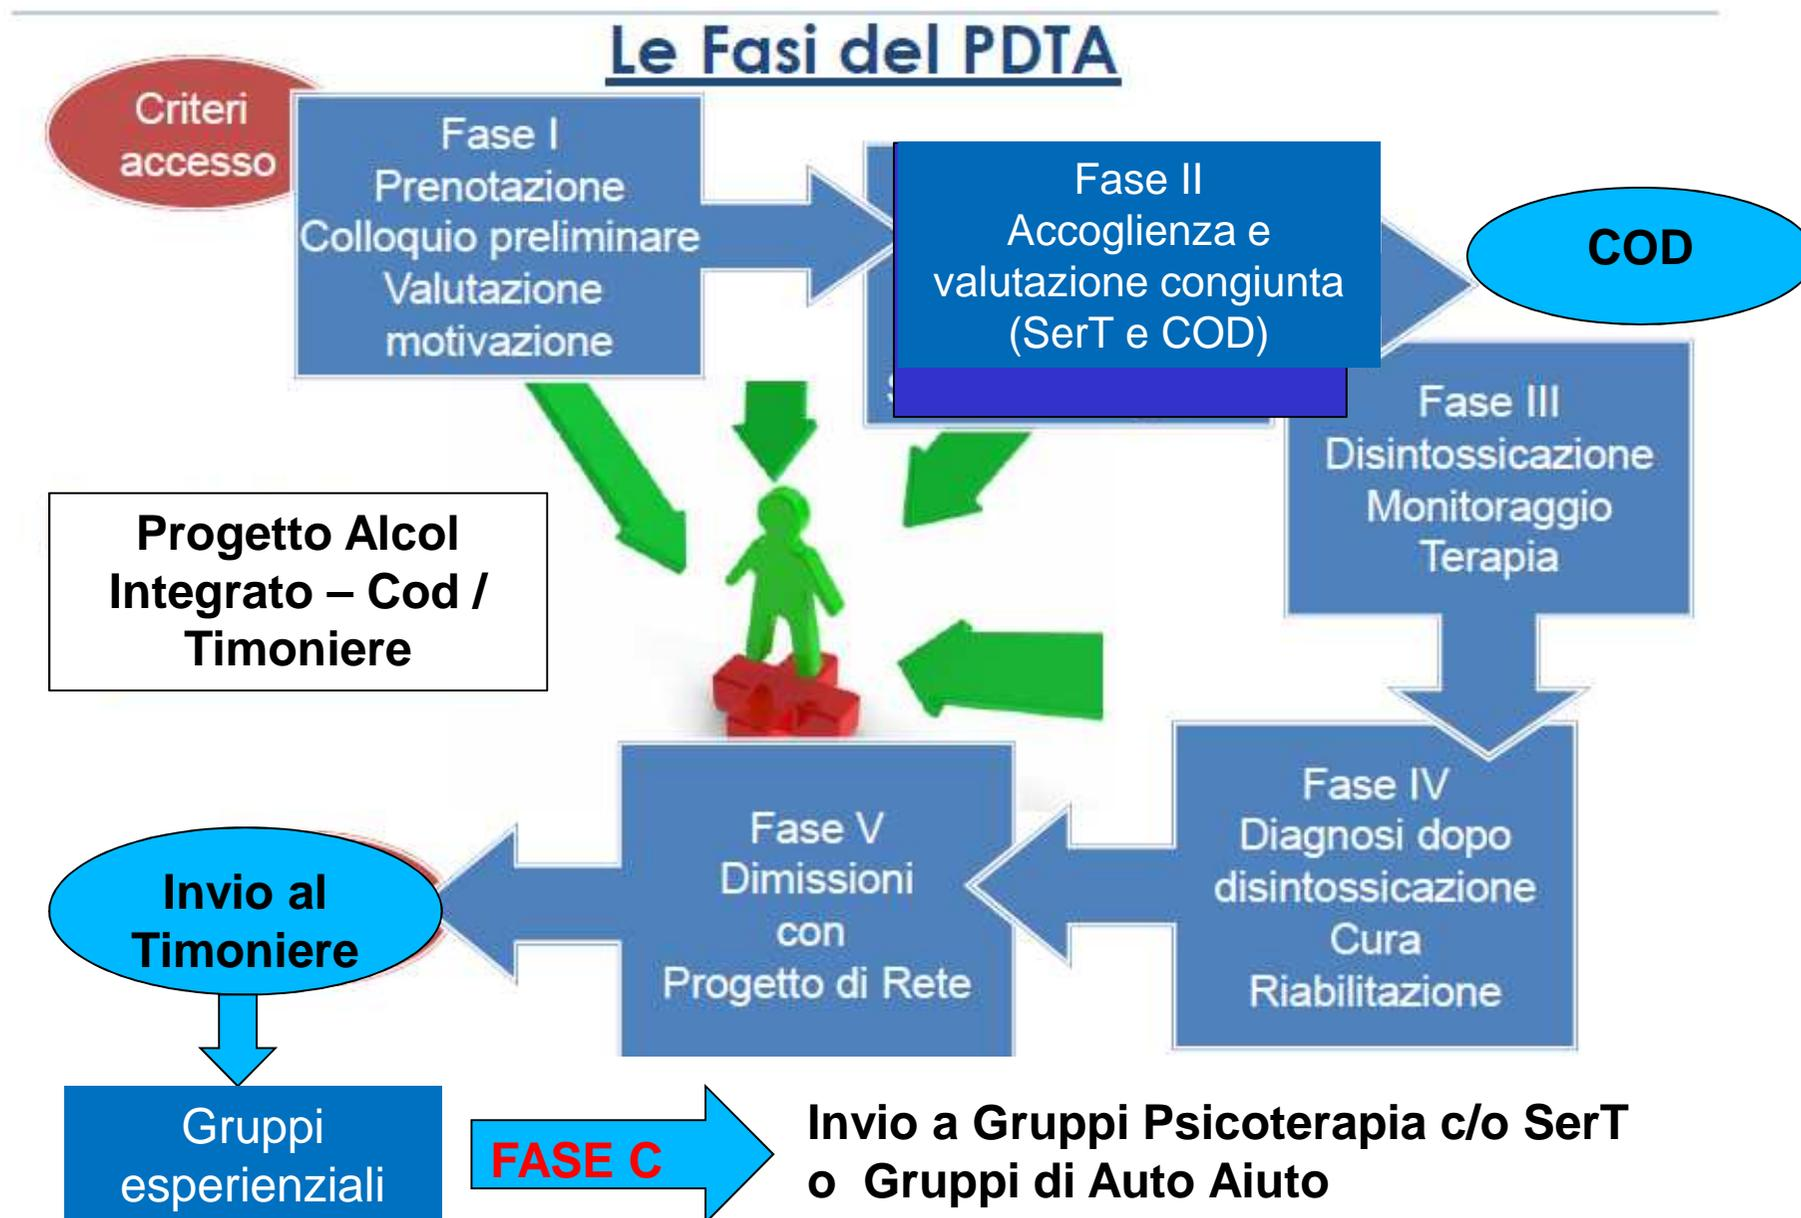 Le Fasi del PDTA
Criteri
accesso
Fase I
Prenotazione
Colloquio preliminare
Valutazione
motivazione
Fase II
Accoglienza e
valutazione congiunta
(SerT e COD)
COD
Fase III
Disintossicazione
Monitoraggio
Terapia
Progetto Alcol
Integrato – Cod /
Timoniere
Fase IV
Diagnosi dopo
disintossicazione
Cura
Riabilitazione
Fase V
Dimissioni
con
Progetto di Rete
Invio al
Timoniere
Gruppi
esperienziali
FASE C
Invio a Gruppi Psicoterapia c/o SerT
o Gruppi di Auto Aiuto